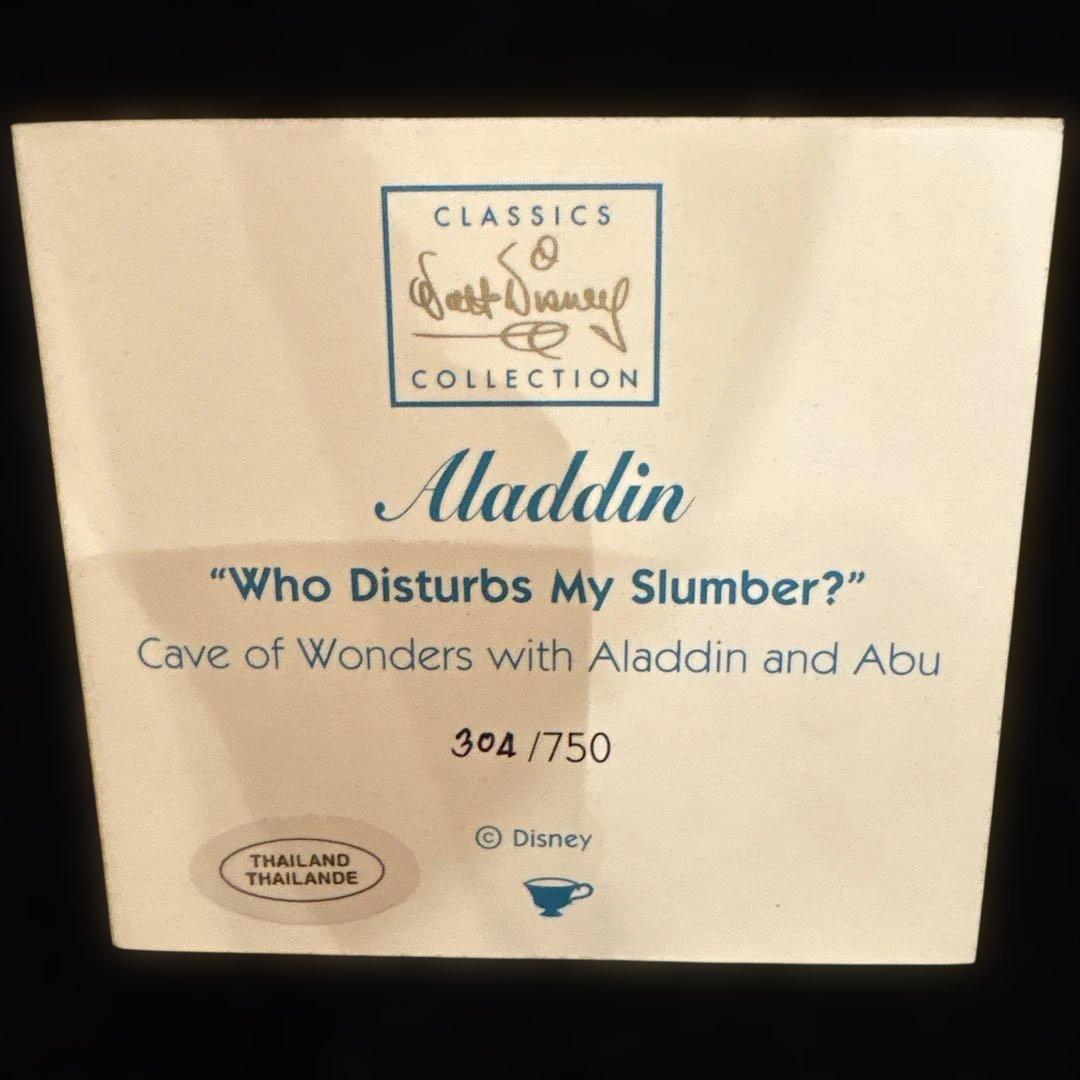 CLASSICS
Walt Disney
COLLECTION
Aladdin
“Who Disturbs My Slumber?”
Cave of Wonders with Aladdin and Abu
304/750
© Disney
THAILAND
THAILANDE